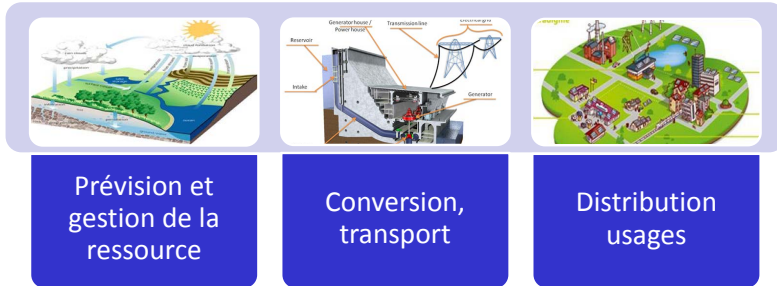 precipitation
Generator house /
Power house
Transmission line
Reservoir
Intake
Generator
Prévision et
gestion de la
ressource
Conversion,
transport
Distribution
usages